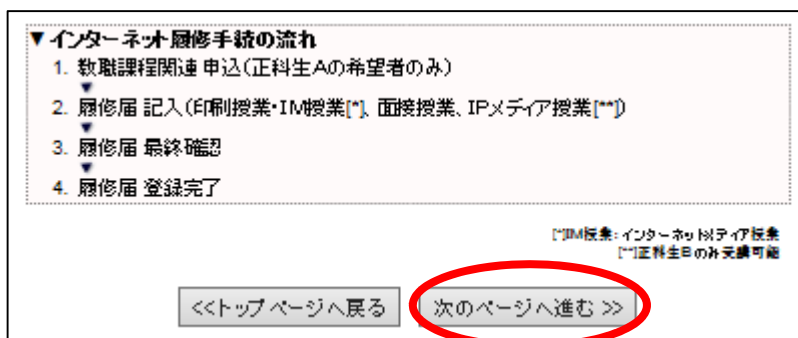 ▼インターネット履修手続の流れ
1. 教職課程関連 申込(正科生Aの希望者のみ)
▼
2. 履修届 記入(印刷授業・IM授業[*]、面接授業、IPメディア授業[**])
▼
3. 履修届 最終確認
▼
4. 履修届 登録完了
[*]IM授業:インターネットメディア授業
[**]正科生Bのみ受講可能
<<トップページへ戻る
次のページへ進む >>